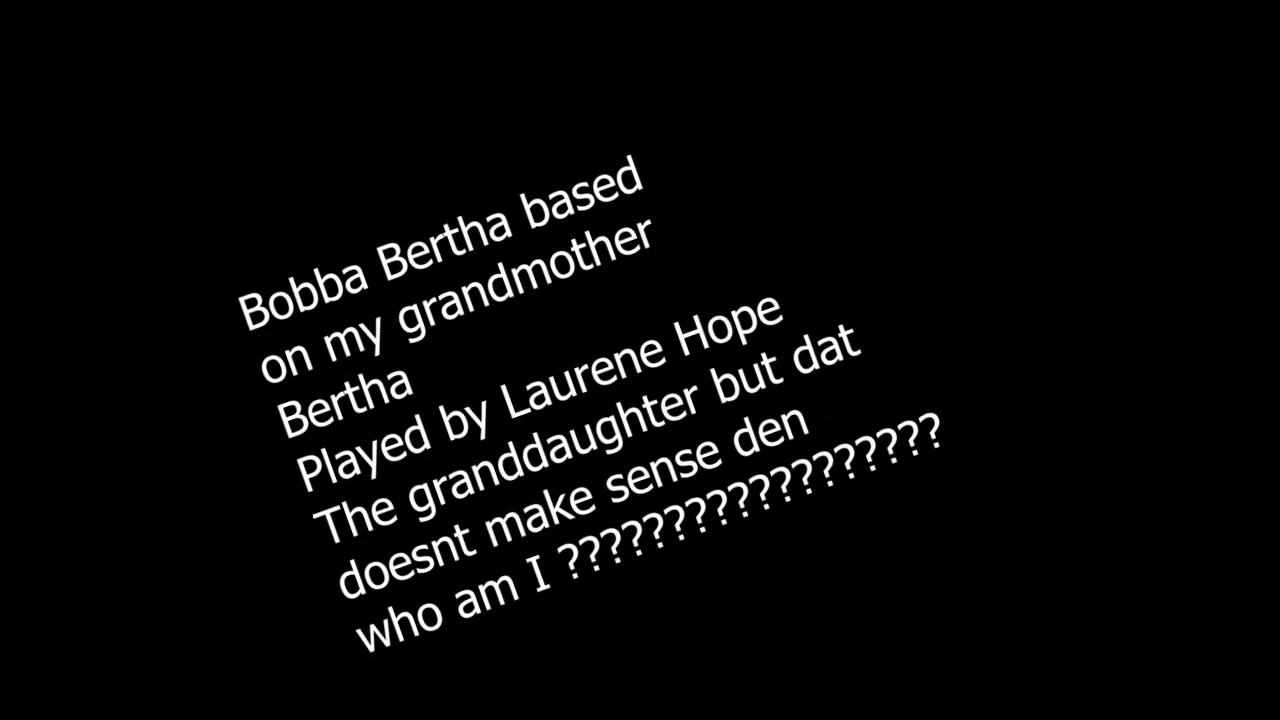 Bobba Bertha based
on my grandmother
Bertha
Played by Laurene Hope
The granddaughter but dat
doesnt make sense den
who am I ??????????????????